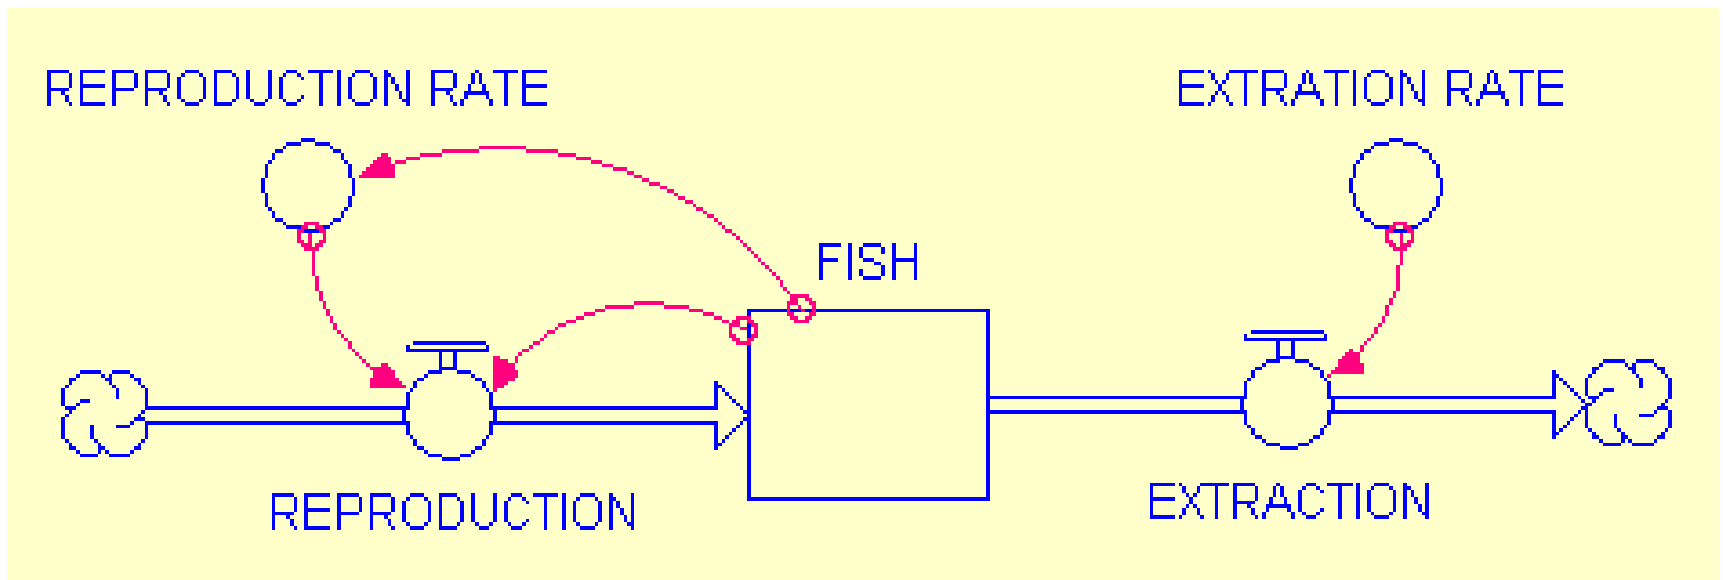 REPRODUCTION RATE
EXTRATION RATE
FISH
REPRODUCTION
EXTRACTION